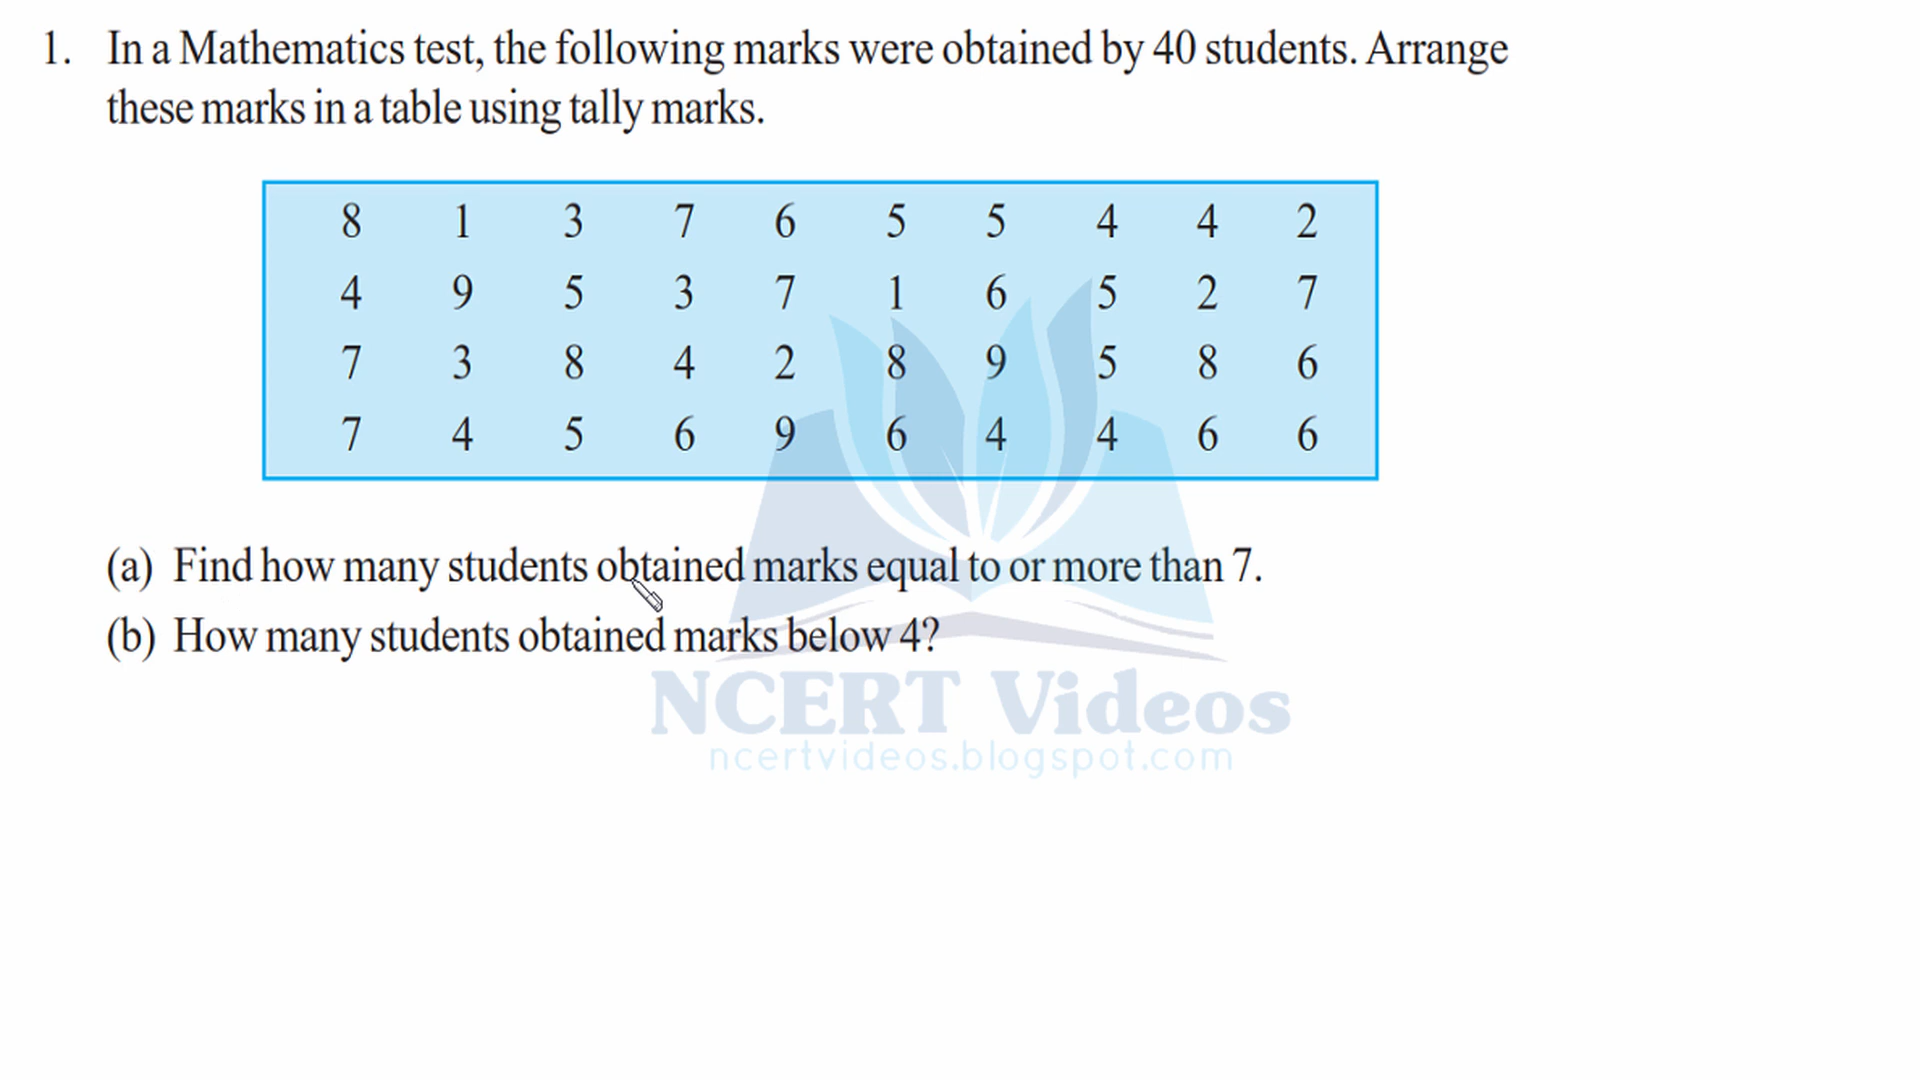 1. In a Mathematics test, the following marks were obtained by 40 students. Arrange
these marks in a table using tally marks.
8 1 3 7 6 5 5 4 4 2
4 9 5 3 7 1 6 5 2 7
7 3 8 4 2 8 9 5 8 6
7 4 5 6 9 6 4 4 6 6
(a) Find how many students obtained marks equal to or more than 7.
(b) How many students obtained marks below 4?
NCERT Videos
ncertvideos.blogspot.com